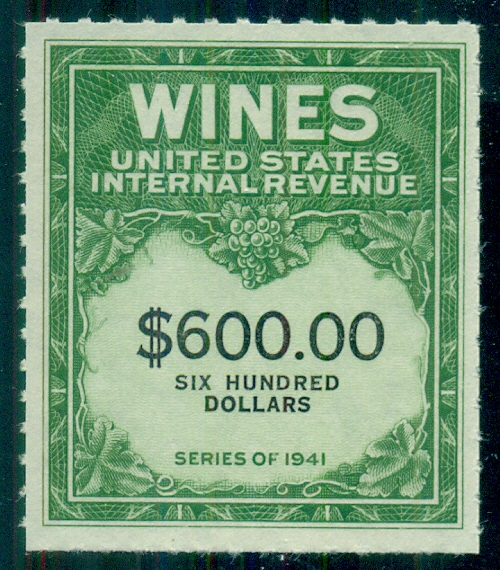 WINES
UNITED STATES
INTERNAL REVENUE
$600.00
SIX HUNDRED
DOLLARS
SERIES OF 1941